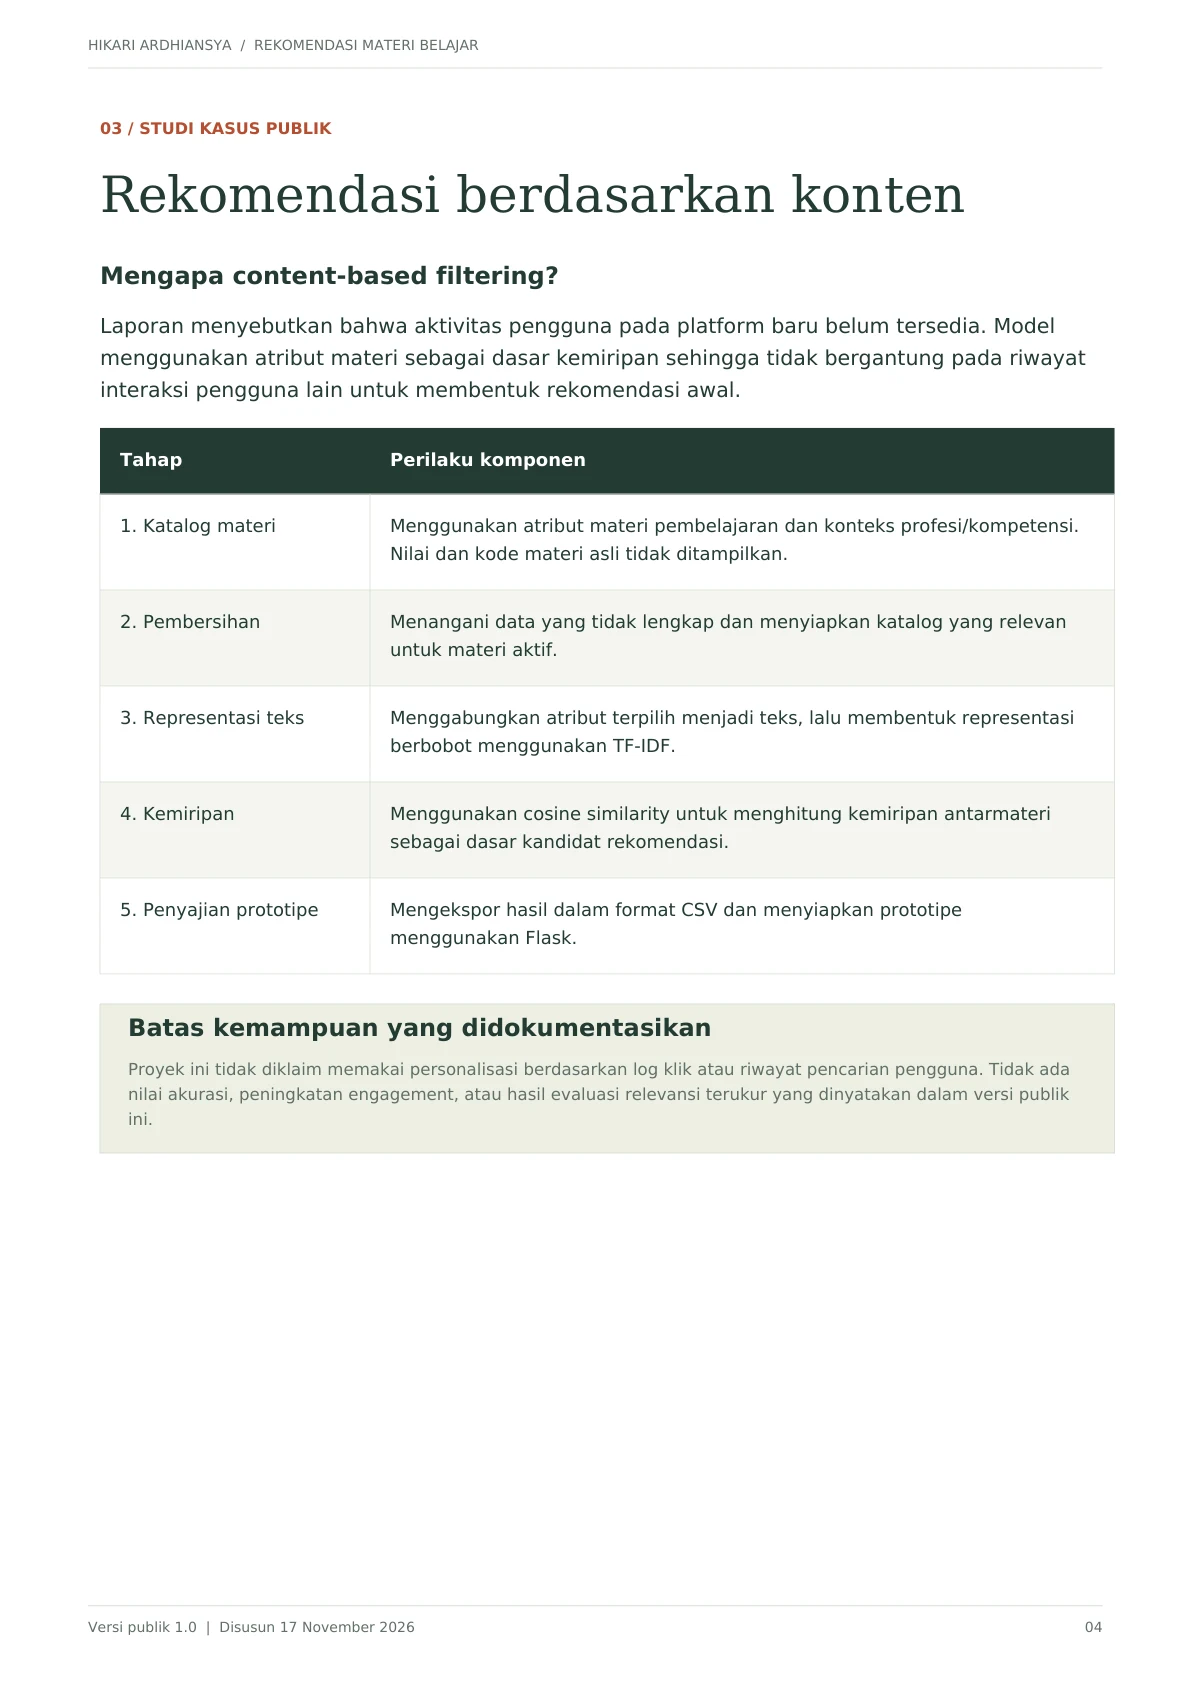 HIKARI ARDHIANSYA / REKOMENDASI MATERI BELAJAR
03 / STUDI KASUS PUBLIK
Rekomendasi berdasarkan konten
Mengapa content-based filtering?
Laporan menyebutkan bahwa aktivitas pengguna pada platform baru belum tersedia. Model
menggunakan atribut materi sebagai dasar kemiripan sehingga tidak bergantung pada riwayat
interaksi pengguna lain untuk membentuk rekomendasi awal.
Tahap Perilaku komponen
1. Katalog materi Menggunakan atribut materi pembelajaran dan konteks profesi/kompetensi.
Nilai dan kode materi asli tidak ditampilkan.
2. Pembersihan Menangani data yang tidak lengkap dan menyiapkan katalog yang relevan
untuk materi aktif.
3. Representasi teks Menggabungkan atribut terpilih menjadi teks, lalu membentuk representasi
berbobot menggunakan TF-IDF.
4. Kemiripan Menggunakan cosine similarity untuk menghitung kemiripan antarmateri
sebagai dasar kandidat rekomendasi.
5. Penyajian prototipe Mengekspor hasil dalam format CSV dan menyiapkan prototipe
menggunakan Flask.
Batas kemampuan yang didokumentasikan
Proyek ini tidak diklaim memakai personalisasi berdasarkan log klik atau riwayat pencarian pengguna. Tidak ada
nilai akurasi, peningkatan engagement, atau hasil evaluasi relevansi terukur yang dinyatakan dalam versi publik
ini.
Versi publik 1.0 | Disusun 17 November 2026 04